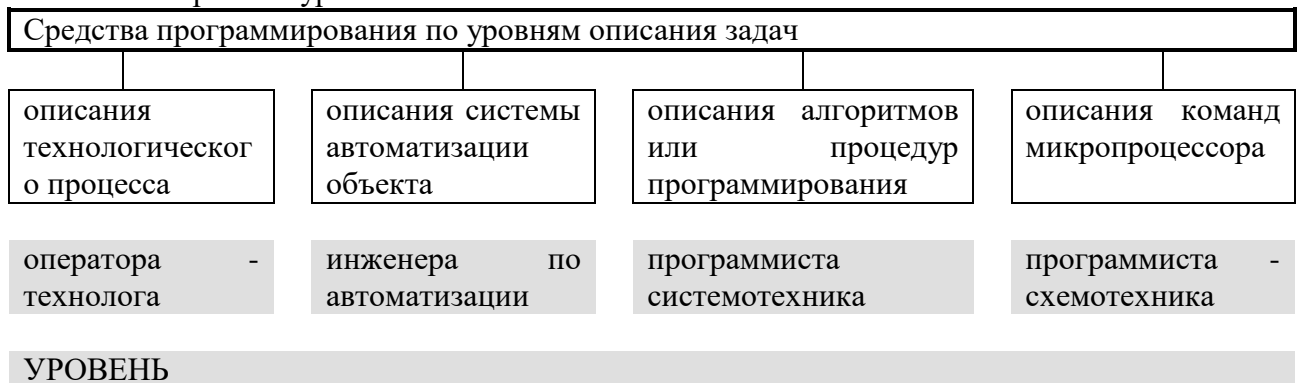 Средства программирования по уровням описания задач
описания
технологическог
о процесса
описания системы
автоматизации
объекта
описания алгоритмов
или процедур
программирования
описания команд
микропроцессора
оператора -
технолога
инженера по
автоматизации
программиста
системотехника
программиста -
схемотехника
УРОВЕНЬ